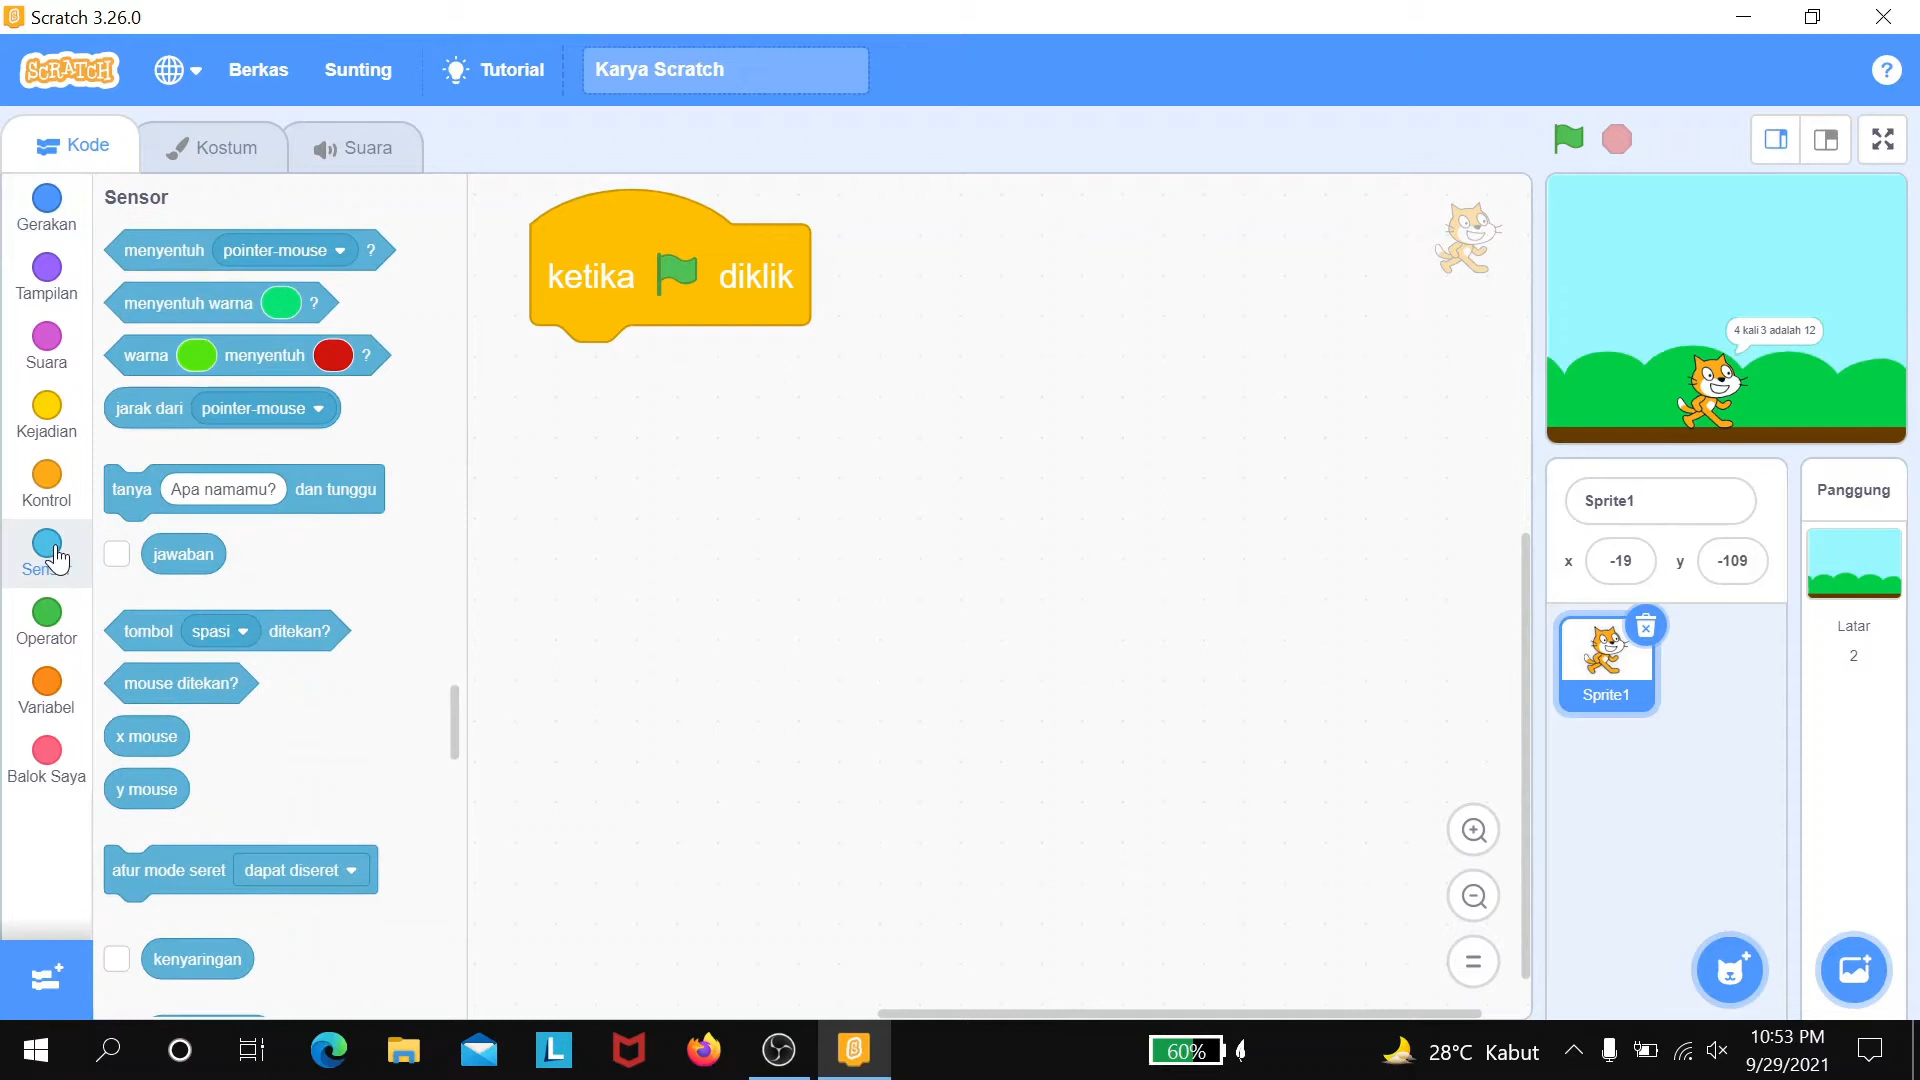 Scratch 3.26.0
SCRATCH Berkas Sunting Tutorial Karya Scratch ?
Kode Kostum Suara
Gerakan
Tampilan
Suara
Kejadian
Kontrol
Operator
Variabel
Balok Saya
Sensor
menyentuh pointer-mouse ?
menyentuh warna ?
warna menyentuh ?
jarak dari pointer-mouse
tanya Apa namamu? dan tunggu
jawaban
tombol spasi ditekan?
mouse ditekan?
x mouse
y mouse
atur mode seret dapat diseret
kenyaringan
ketika diklik
4 kali 3 adalah 12
Sprite1
x -19 y -109
Sprite1
Panggung
Latar
2
60%
28°C Kabut
10:53 PM
9/29/2021